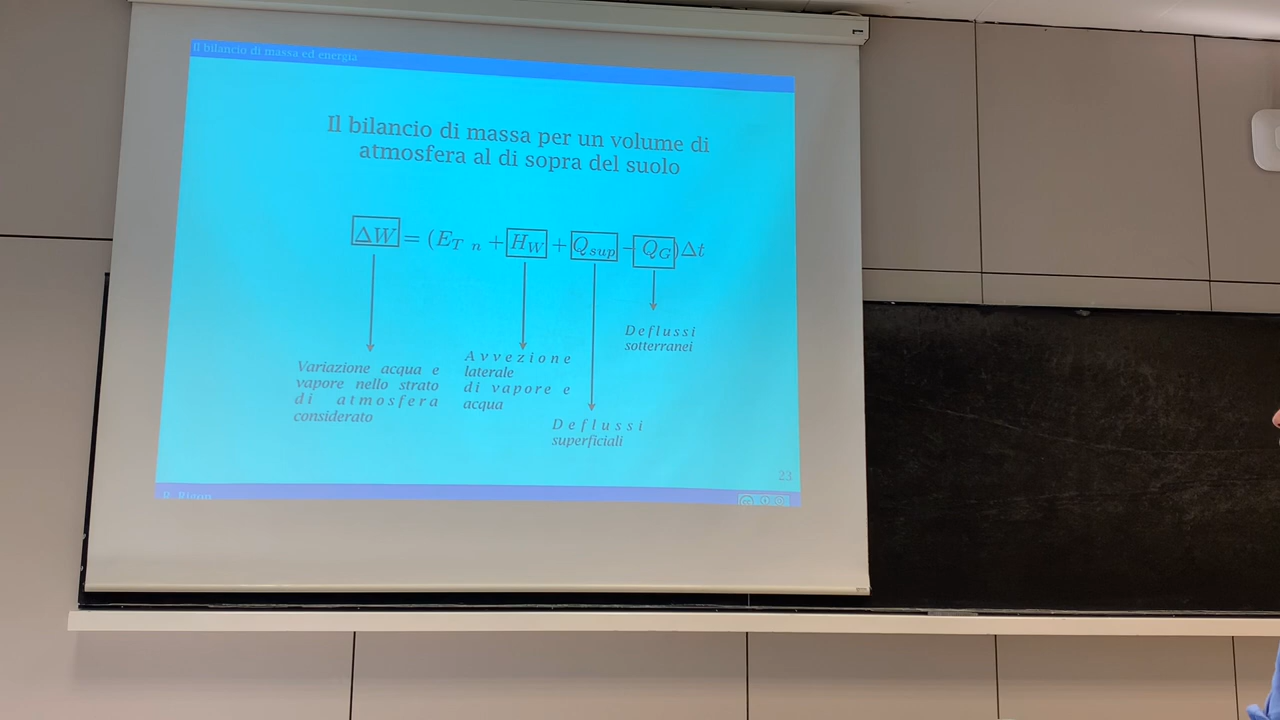 Il bilancio di massa ed energia
Il bilancio di massa per un volume di
atmosfera al di sopra del suolo
ΔW = (E_T n + H_W + Q_sup − Q_G)Δt
Deflussi
sotterranei
Variazione acqua e
vapore nello strato
di atmosfera
considerato
Avvezione
laterale
di vapore e
acqua
Deflussi
superficiali
23